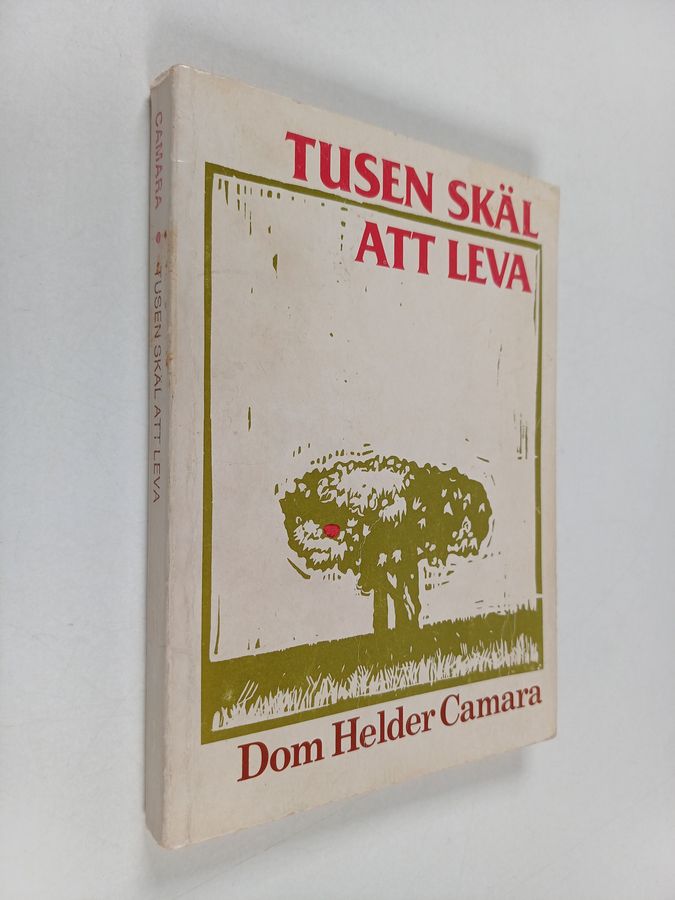 TUSEN SKÄL
ATT LEVA
Dom Helder Camara
CAMARA • TUSEN SKÄL ATT LEVA